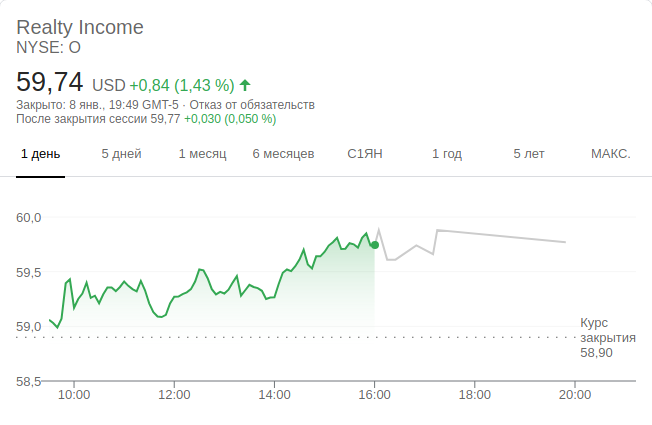 Realty Income
NYSE: O
59,74 USD +0,84 (1,43 %)
Закрыто: 8 янв., 19:49 GMT-5 · Отказ от обязательств
После закрытия сессии 59,77 +0,030 (0,050 %)
1 день 5 дней 1 месяц 6 месяцев С1ЯН 1 год 5 лет МАКС.
60,0
59,5
59,0
Курс
закрытия
58,90
58,5
10:00 12:00 14:00 16:00 18:00 20:00